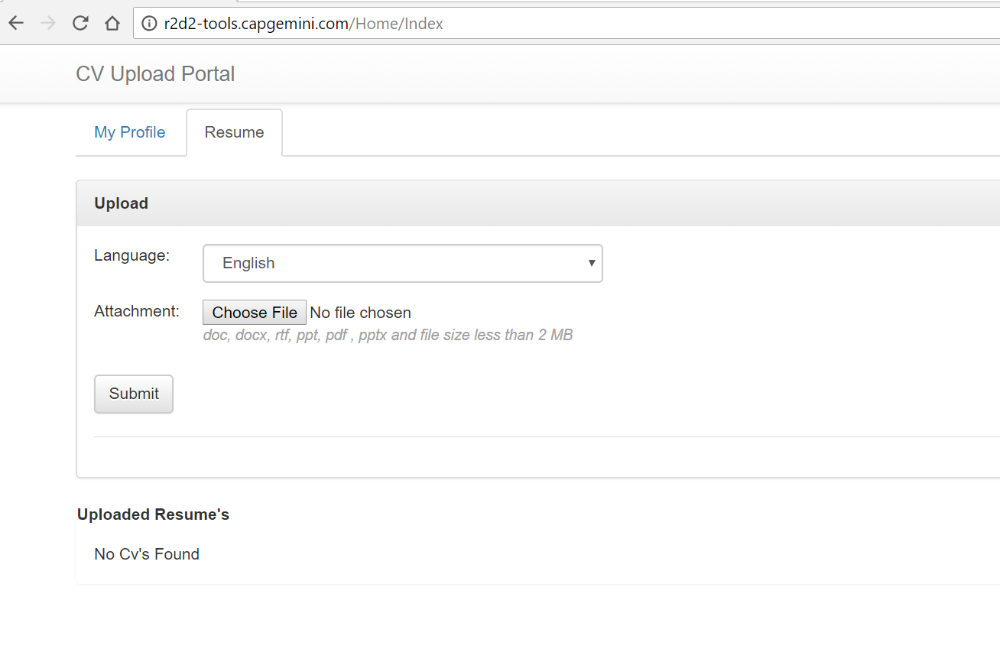 r2d2-tools.capgemini.com/Home/Index
CV Upload Portal
My Profile Resume
Upload
Language: English
Attachment: Choose File No file chosen
doc, docx, rtf, ppt, pdf , pptx and file size less than 2 MB
Submit
Uploaded Resume's
No Cv's Found